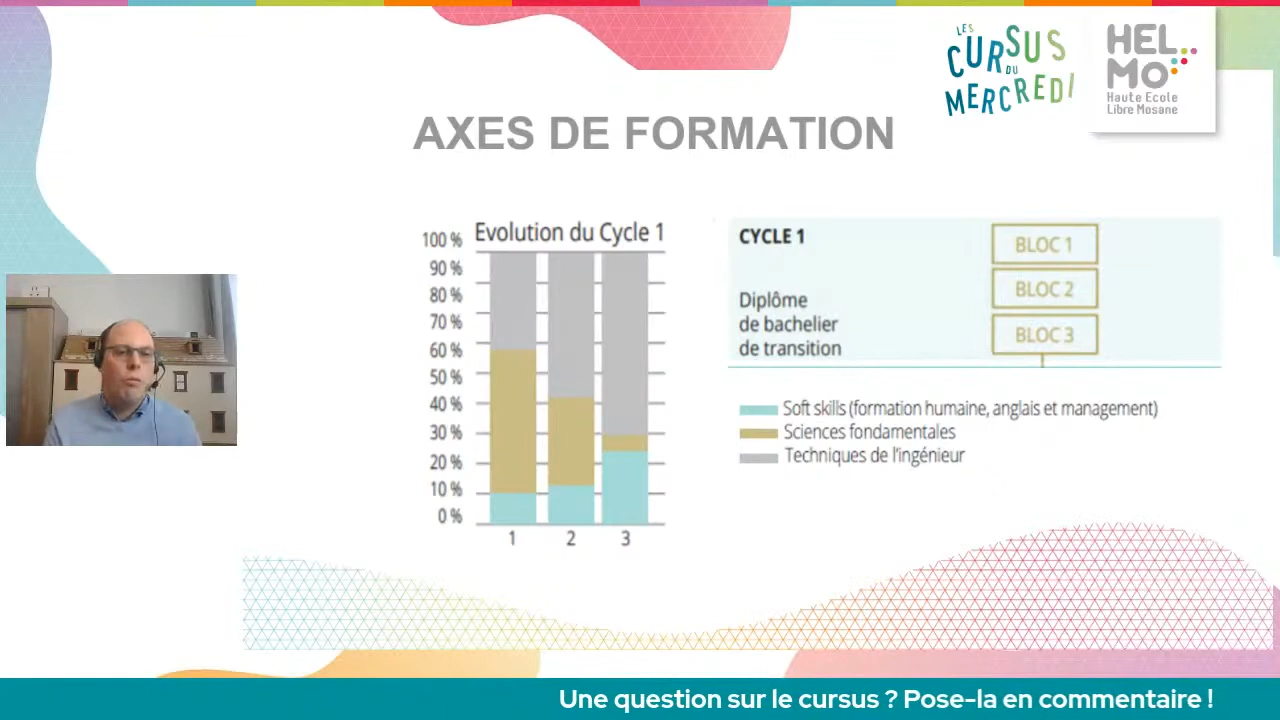 LES
CURSUS
DU
MERCREDI
HEL
MO
Haute Ecole
Libre Mosane
AXES DE FORMATION
Evolution du Cycle 1
100 %
90 %
80 %
70 %
60 %
50 %
40 %
30 %
20 %
10 %
0 %
1 2 3
CYCLE 1
Diplôme
de bachelier
de transition
BLOC 1
BLOC 2
BLOC 3
Soft skills (formation humaine, anglais et management)
Sciences fondamentales
Techniques de l'ingénieur
Une question sur le cursus ? Pose-la en commentaire !